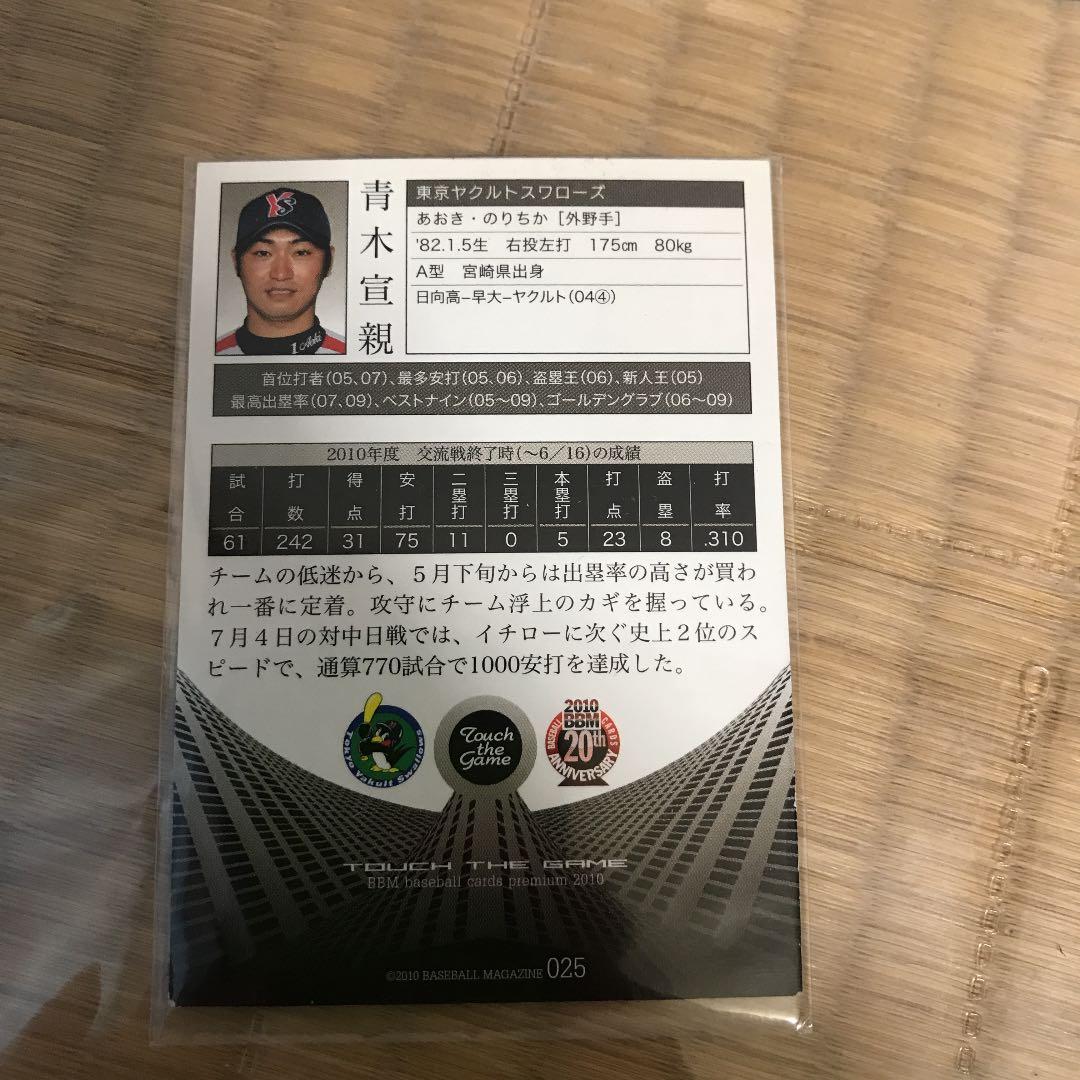 YS
1 Aoki
青木宣親
東京ヤクルトスワローズ
あおき・のりちか［外野手］
'82.1.5生　右投左打　175㎝　80kg
A型　宮崎県出身
日向高−早大−ヤクルト(04④)
首位打者(05、07)、最多安打(05、06)、盗塁王(06)、新人王(05)
最高出塁率(07、09)、ベストナイン(05〜09)、ゴールデングラブ(06〜09)
2010年度　交流戦終了時(〜6／16)の成績
試合 打数 得点 安打 二塁打 三塁打 本塁打 打点 盗塁 打率
61 242 31 75 11 0 5 23 8 .310
チームの低迷から、５月下旬からは出塁率の高さが買わ
れ一番に定着。攻守にチーム浮上のカギを握っている。
７月４日の対中日戦では、イチローに次ぐ史上２位のス
ピードで、通算770試合で1000安打を達成した。
Tokyo Yakult Swallows
Touch
the
Game
2010
BBM
BASEBALL CARDS
20th
ANNIVERSARY
TOUCH THE GAME
BBM baseball cards premium 2010
©2010 BASEBALL MAGAZINE 025